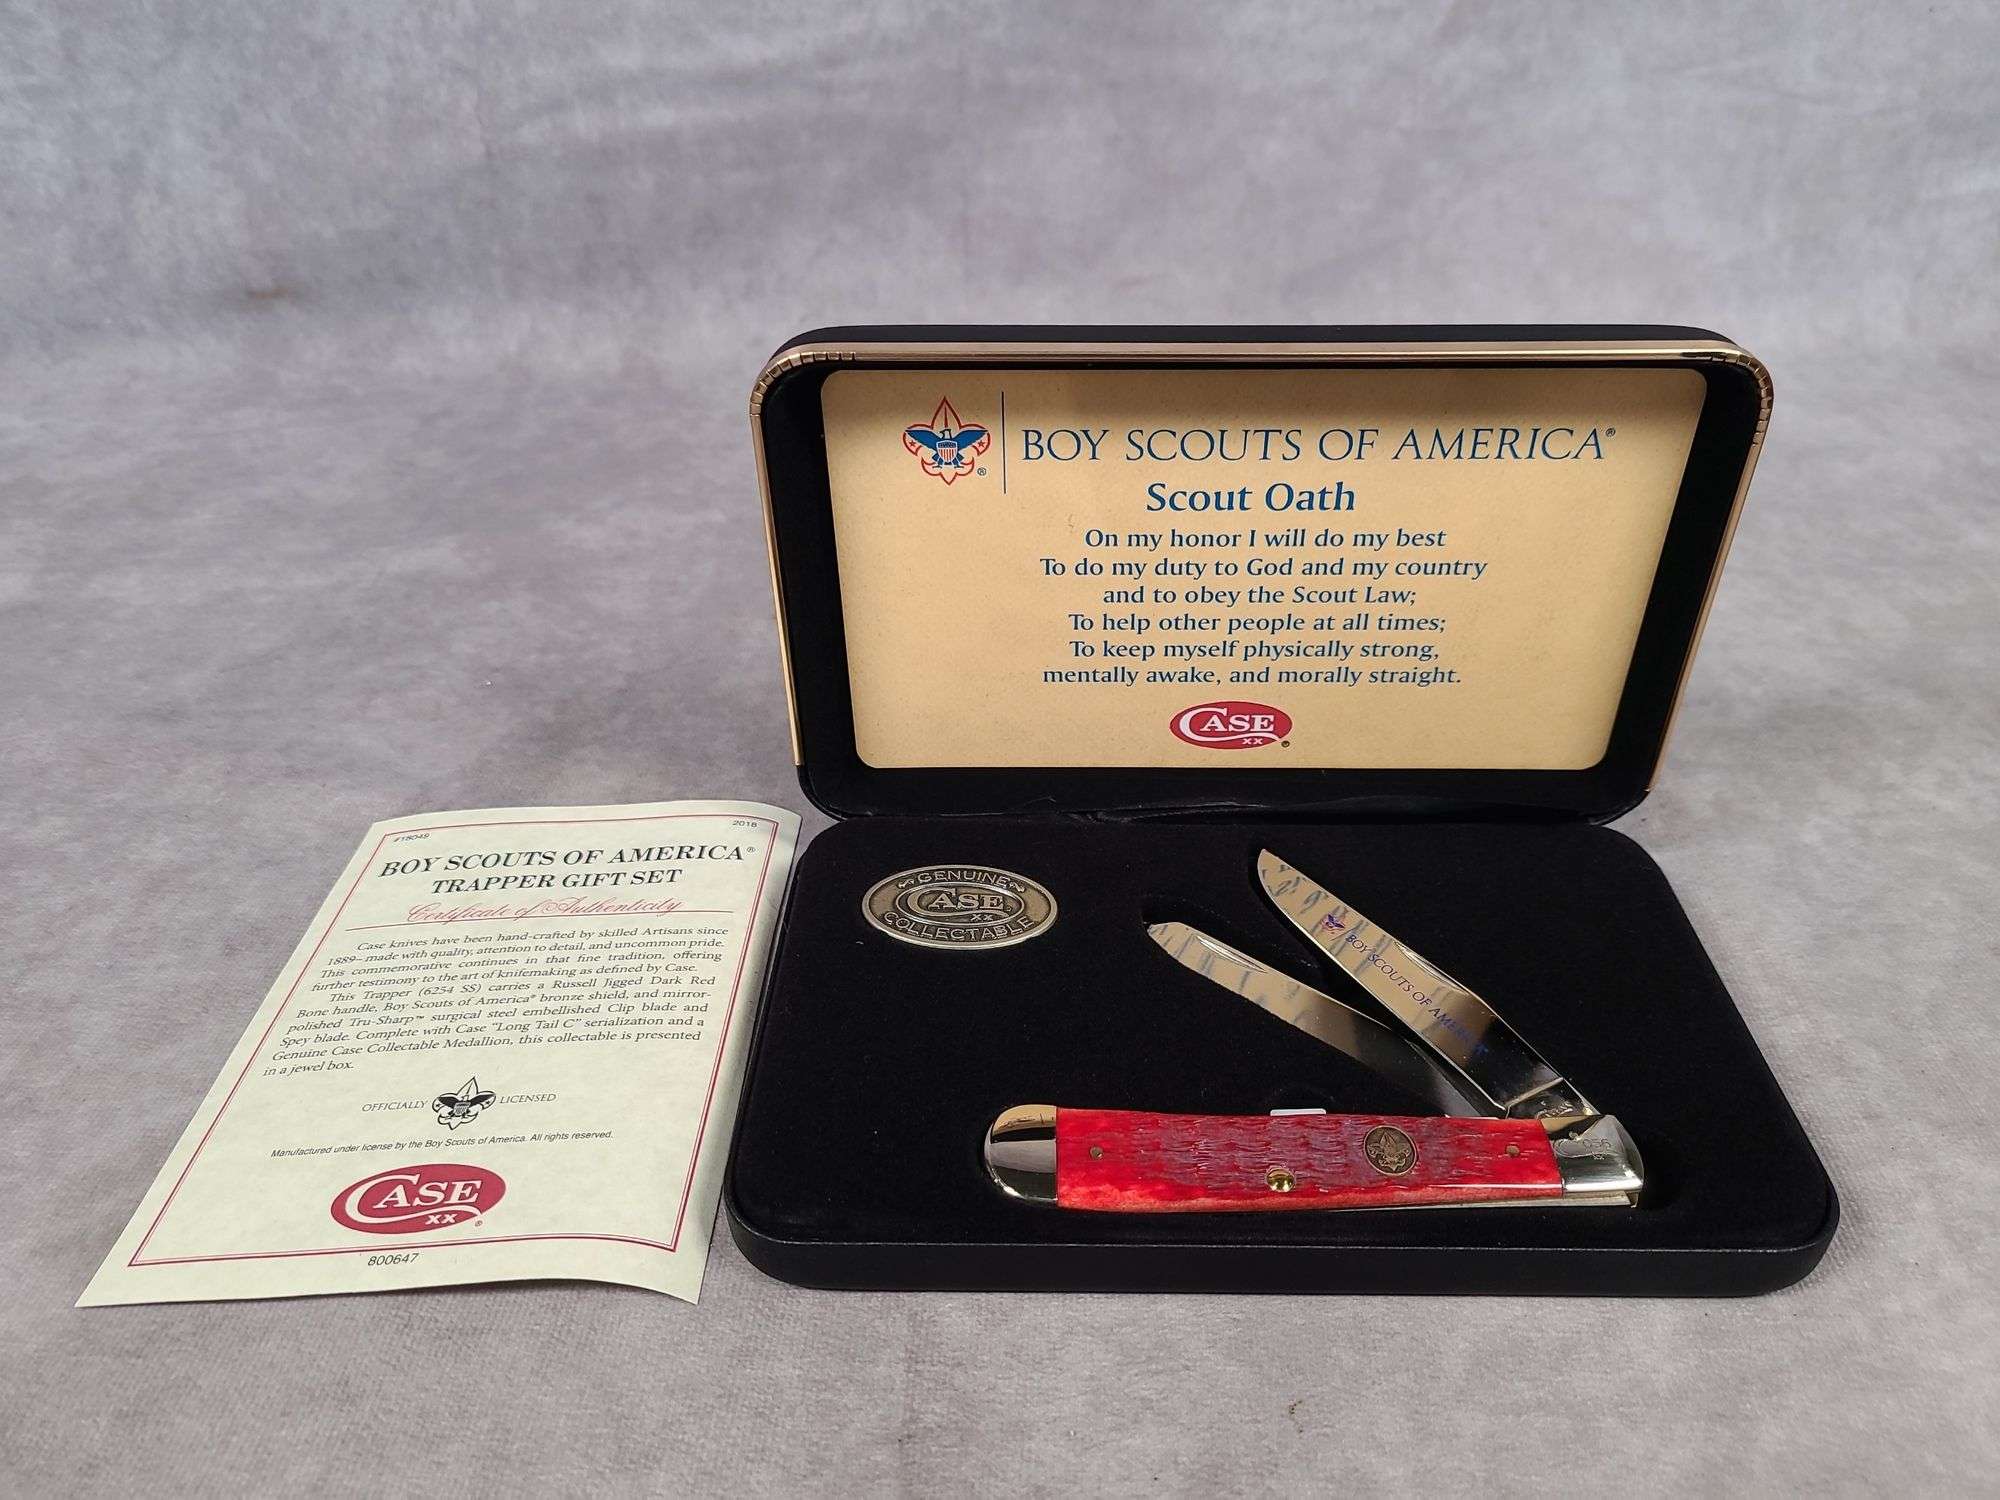 BOY SCOUTS OF AMERICA®
Scout Oath
On my honor I will do my best
To do my duty to God and my country
and to obey the Scout Law;
To help other people at all times;
To keep myself physically strong,
mentally awake, and morally straight.
CASE
XX®
#18049
2018
BOY SCOUTS OF AMERICA®
TRAPPER GIFT SET
Certificate of Authenticity
Case knives have been hand-crafted by skilled Artisans since
1889–made with quality, attention to detail, and uncommon pride.
This commemorative continues in that fine tradition, offering
further testimony to the art of knifemaking as defined by Case.
This Trapper (6254 SS) carries a Russell Jigged Dark Red
Bone handle, Boy Scouts of America® bronze shield, and mirror-
polished Tru-Sharp™ surgical steel embellished Clip blade and
Spey blade. Complete with Case "Long Tail C" serialization and a
Genuine Case Collectable Medallion, this collectable is presented
in a jewel box.
OFFICIALLY LICENSED
Manufactured under license by the Boy Scouts of America. All rights reserved.
CASE
XX®
800647
GENUINE
CASE
XX
COLLECTABLE
BOY SCOUTS OF AMERICA
XX